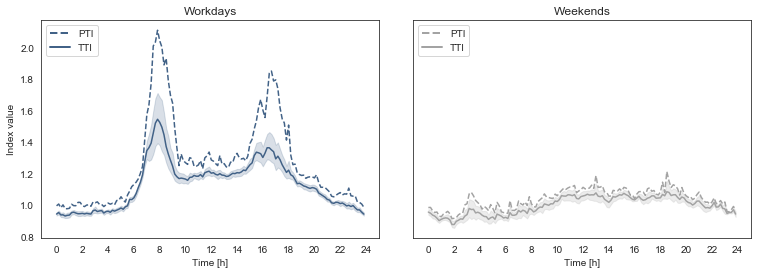 Workdays
Weekends
PTI
TTI
PTI
TTI
Index value
2.0
1.8
1.6
1.4
1.2
1.0
0.8
0 2 4 6 8 10 12 14 16 18 20 22 24
0 2 4 6 8 10 12 14 16 18 20 22 24
Time [h]
Time [h]